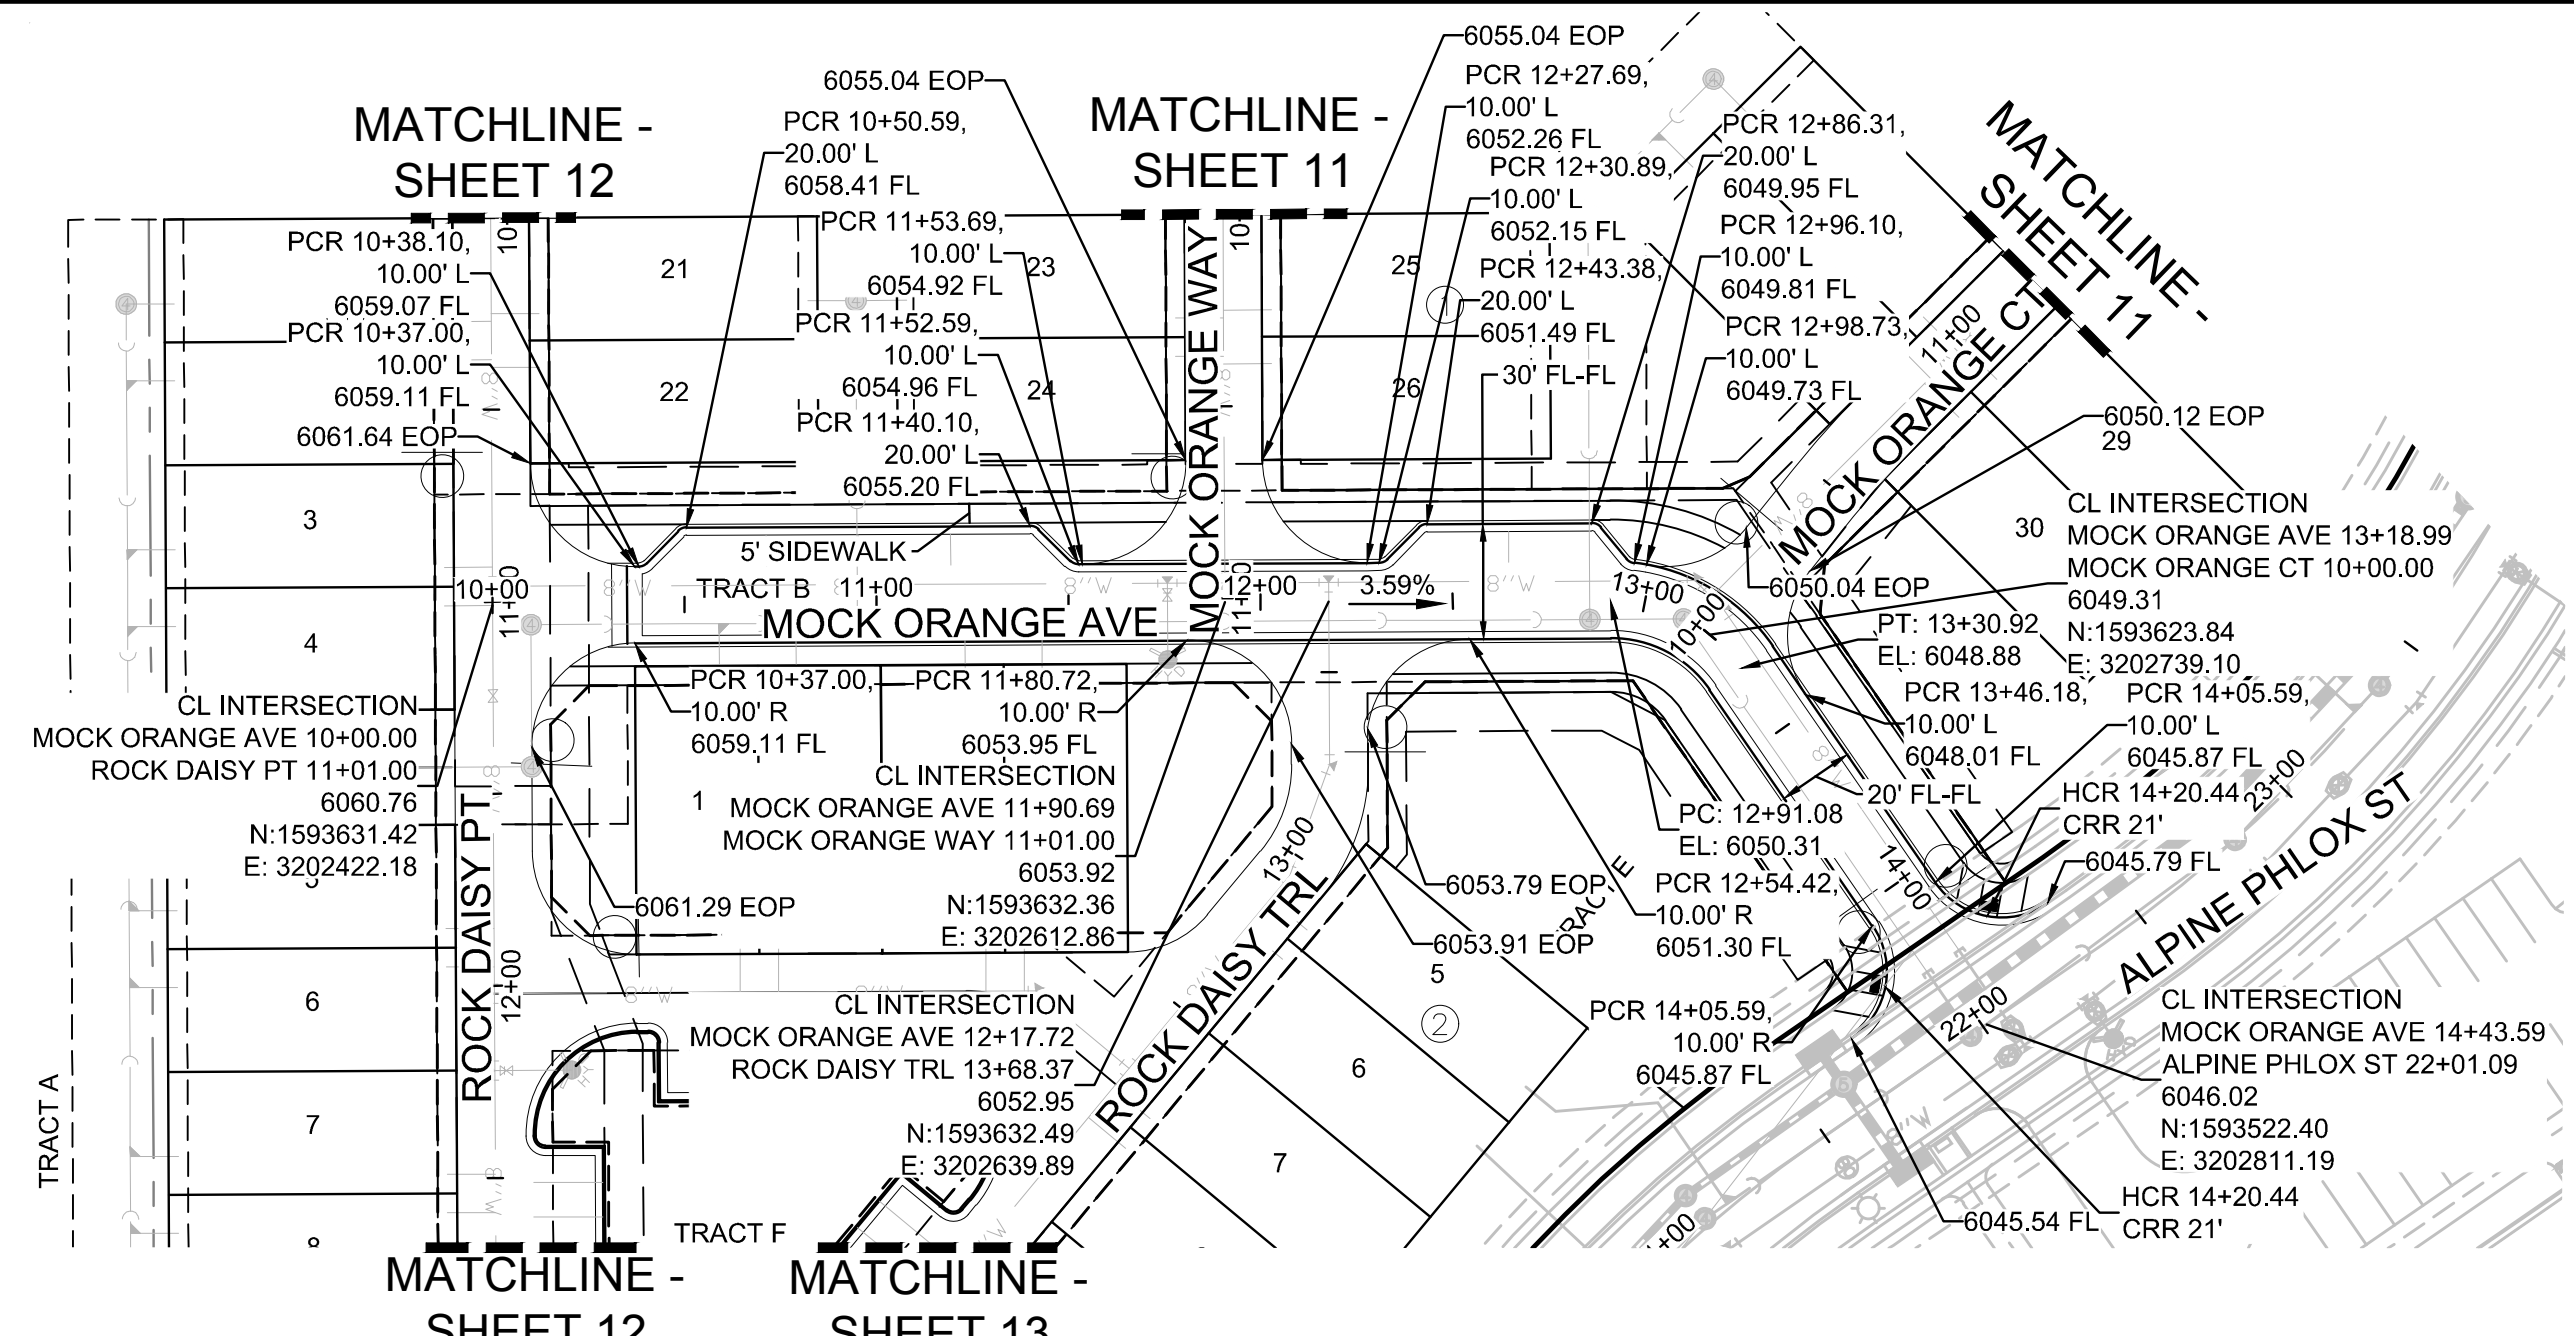 MATCHLINE -
SHEET 12
6055.04 EOP
PCR 10+50.59,
20.00' L
6058.41 FL
MATCHLINE -
SHEET 11
6055.04 EOP
PCR 12+27.69,
10.00' L
6052.26 FL
PCR 12+30.89,
10.00' L
6052.15 FL
PCR 12+43.38,
20.00' L
6051.49 FL
30' FL-FL
PCR 12+86.31,
20.00' L
6049.95 FL
PCR 12+96.10,
10.00' L
6049.81 FL
PCR 12+98.73,
10.00' L
6049.73 FL
MATCHLINE -
SHEET 11
PCR 10+38.10,
10.00' L
6059.07 FL
PCR 10+37.00,
10.00' L
6059.11 FL
6061.64 EOP
PCR 11+53.69,
10.00' L
6054.92 FL
PCR 11+52.59,
10.00' L
6054.96 FL
PCR 11+40.10,
20.00' L
6055.20 FL
21
22
23
24
25
26
1
4
4
MOCK ORANGE WAY
11+00
MOCK ORANGE CT
6050.12 EOP
29
30
CL INTERSECTION
MOCK ORANGE AVE 13+18.99
MOCK ORANGE CT 10+00.00
6049.31
N:1593623.84
E: 3202739.10
3
4
5' SIDEWALK
TRACT B
10+00
11+00
11+00
12+00
11+00
8"W
8"W
8"W
3.59%
13+00
10+00
MOCK ORANGE AVE
6050.04 EOP
PT: 13+30.92
EL: 6048.88
PCR 13+46.18,
10.00' L
6048.01 FL
PCR 14+05.59,
10.00' L
6045.87 FL
20' FL-FL
HCR 14+20.44
CRR 21'
6045.79 FL
23+00
ALPINE PHLOX ST
CL INTERSECTION
MOCK ORANGE AVE 10+00.00
ROCK DAISY PT 11+01.00
6060.76
N:1593631.42
E: 3202422.18
PCR 10+37.00,
10.00' R
6059.11 FL
PCR 11+80.72,
10.00' R
6053.95 FL
1
CL INTERSECTION
MOCK ORANGE AVE 11+90.69
MOCK ORANGE WAY 11+01.00
6053.92
N:1593632.36
E: 3202612.86
6061.29 EOP
ROCK DAISY PT
12+00
13+00
ROCK DAISY TRL
PC: 12+91.08
EL: 6050.31
PCR 12+54.42,
10.00' R
6051.30 FL
6053.79 EOP
6053.91 EOP
14+00
5
2
6
7
6
7
8
TRACT A
CL INTERSECTION
MOCK ORANGE AVE 12+17.72
ROCK DAISY TRL 13+68.37
6052.95
N:1593632.49
E: 3202639.89
PCR 14+05.59,
10.00' R
6045.87 FL
22+00
CL INTERSECTION
MOCK ORANGE AVE 14+43.59
ALPINE PHLOX ST 22+01.09
6046.02
N:1593522.40
E: 3202811.19
HCR 14+20.44
CRR 21'
6045.54 FL
TRACT F
MATCHLINE -
SHEET 12
MATCHLINE -
SHEET 13